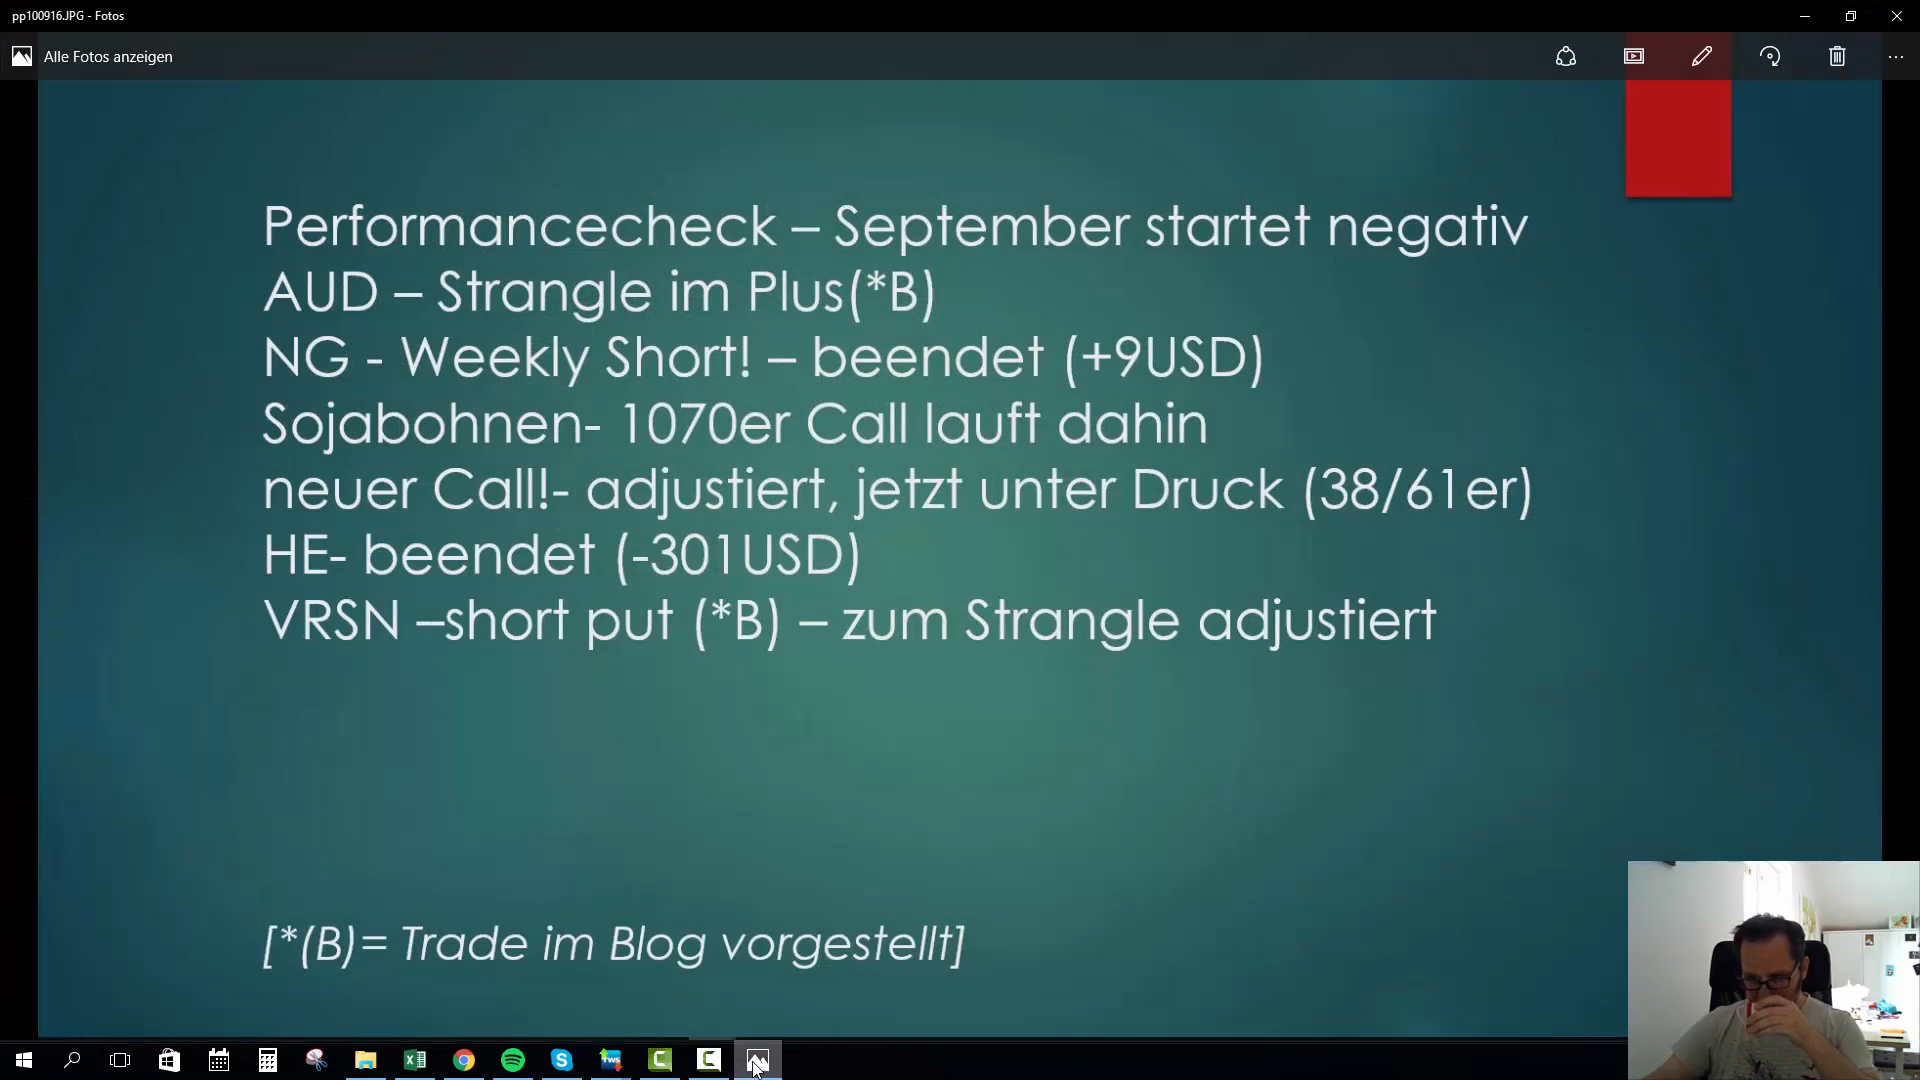 pp100916.JPG - Fotos
Alle Fotos anzeigen
Performancecheck – September startet negativ
AUD – Strangle im Plus(*B)
NG - Weekly Short! – beendet (+9USD)
Sojabohnen- 1070er Call lauft dahin
neuer Call!- adjustiert, jetzt unter Druck (38/61er)
HE- beendet (-301USD)
VRSN –short put (*B) – zum Strangle adjustiert
[*(B)= Trade im Blog vorgestellt]
TWS